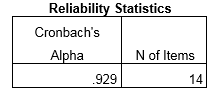 Reliability Statistics
Cronbach's
Alpha N of Items
.929 14